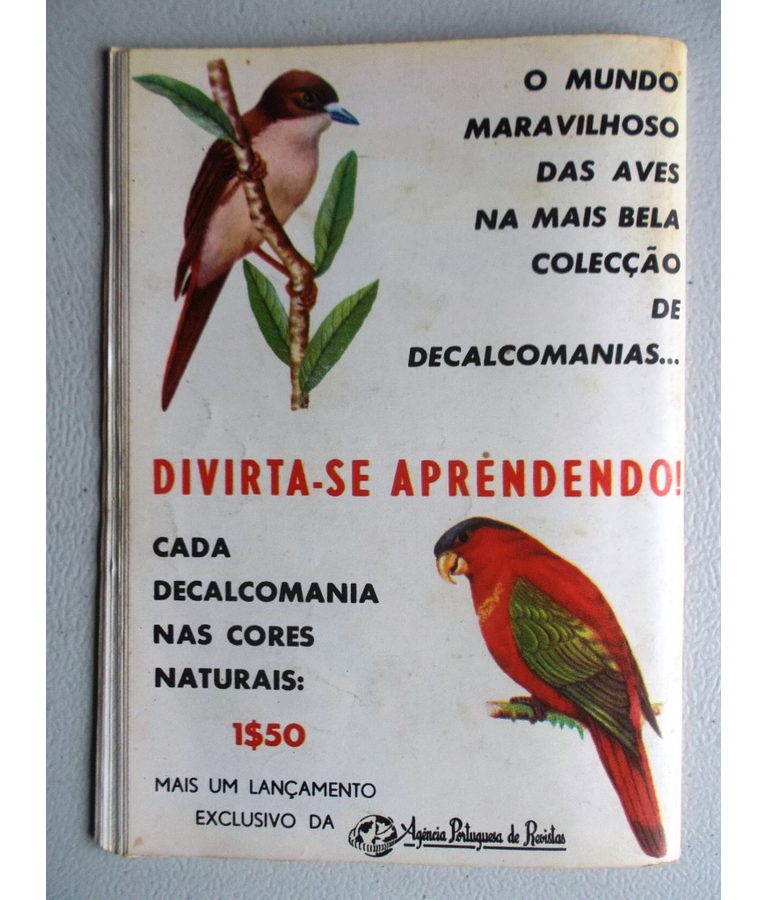 O MUNDO
MARAVILHOSO
DAS AVES
NA MAIS BELA
COLECÇÃO
DE
DECALCOMANIAS...
DIVIRTA-SE APRENDENDO!
CADA
DECALCOMANIA
NAS CORES
NATURAIS:
1$50
MAIS UM LANÇAMENTO
EXCLUSIVO DA
Agência Portuguesa de Revistas